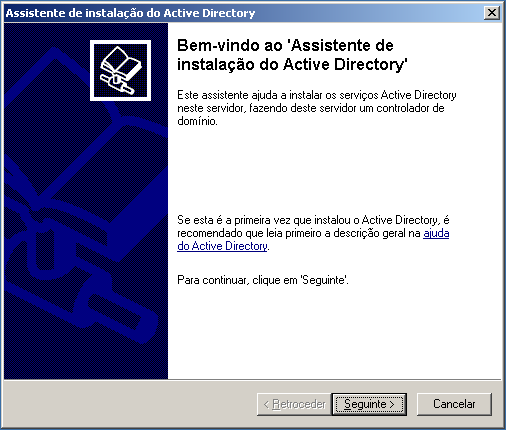 Assistente de instalação do Active Directory
Bem-vindo ao 'Assistente de
instalação do Active Directory'
Este assistente ajuda a instalar os serviços Active Directory
neste servidor, fazendo deste servidor um controlador de
domínio.
Se esta é a primeira vez que instalou o Active Directory, é
recomendado que leia primeiro a descrição geral na ajuda
do Active Directory.
Para continuar, clique em 'Seguinte'.
< Retroceder Seguinte > Cancelar